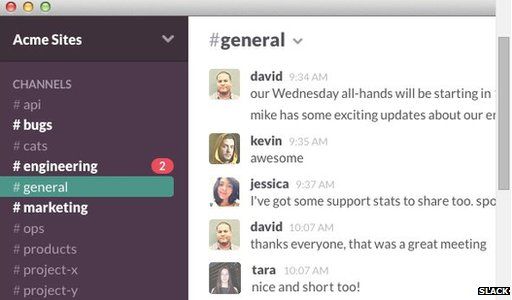 Acme Sites
CHANNELS
# api
# bugs
# cats
# engineering 2
# general
# marketing
# ops
# products
# project-x
# project-y
#general
david 9:34 AM
our Wednesday all-hands will be starting in
mike has some exciting updates about our
kevin 9:35 AM
awesome
jessica 9:37 AM
I've got some support stats to share too.
david 10:07 AM
thanks everyone, that was a great meeting
tara 10:07 AM
nice and short too!
SLACK